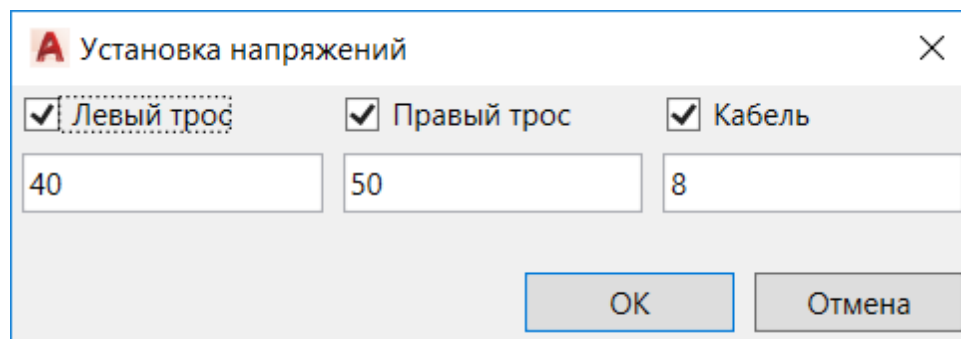 Установка напряжений
Левый трос Правый трос Кабель
40 50 8
OK Отмена